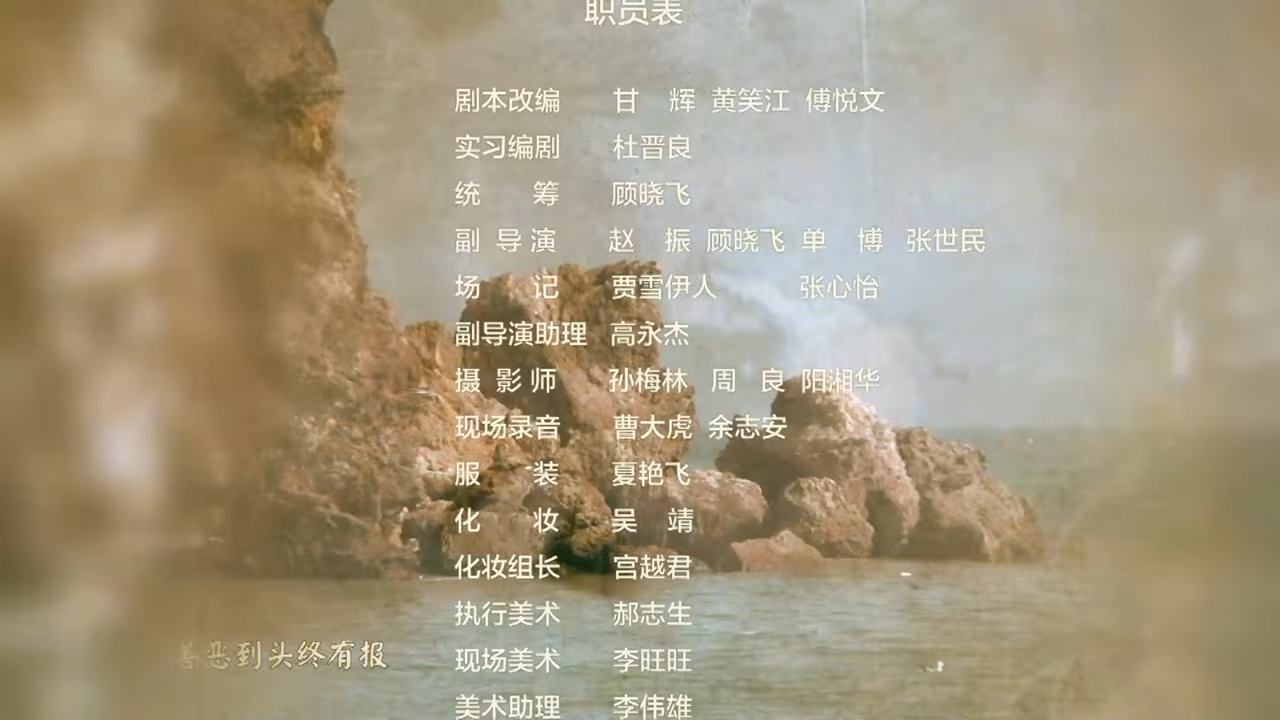 职员表
剧本改编 甘 辉 黄笑江 傅悦文
实习编剧 杜晋良
统 筹 顾晓飞
副导演 赵 振 顾晓飞 单 博 张世民
场 记 贾雪伊人 张心怡
副导演助理 高永杰
摄影师 孙梅林 周 良 阳湘华
现场录音 曹大虎 余志安
服 装 夏艳飞
化 妆 吴 靖
化妆组长 宫越君
执行美术 郝志生
善恶到头终有报
现场美术 李旺旺
美术助理 李伟雄